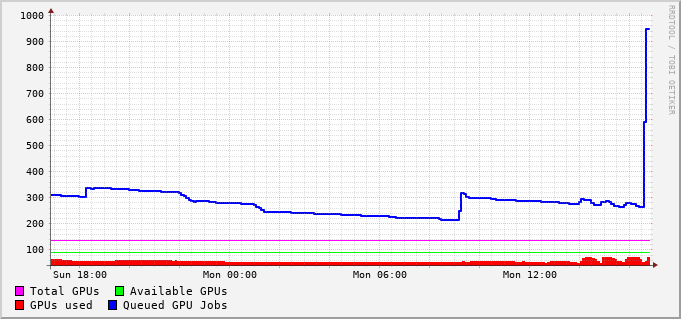 1000
900
800
700
600
500
400
300
200
100
Sun 18:00 Mon 00:00 Mon 06:00 Mon 12:00
Total GPUs Available GPUs
GPUs used Queued GPU Jobs
RRDTOOL / TOBI OETIKER